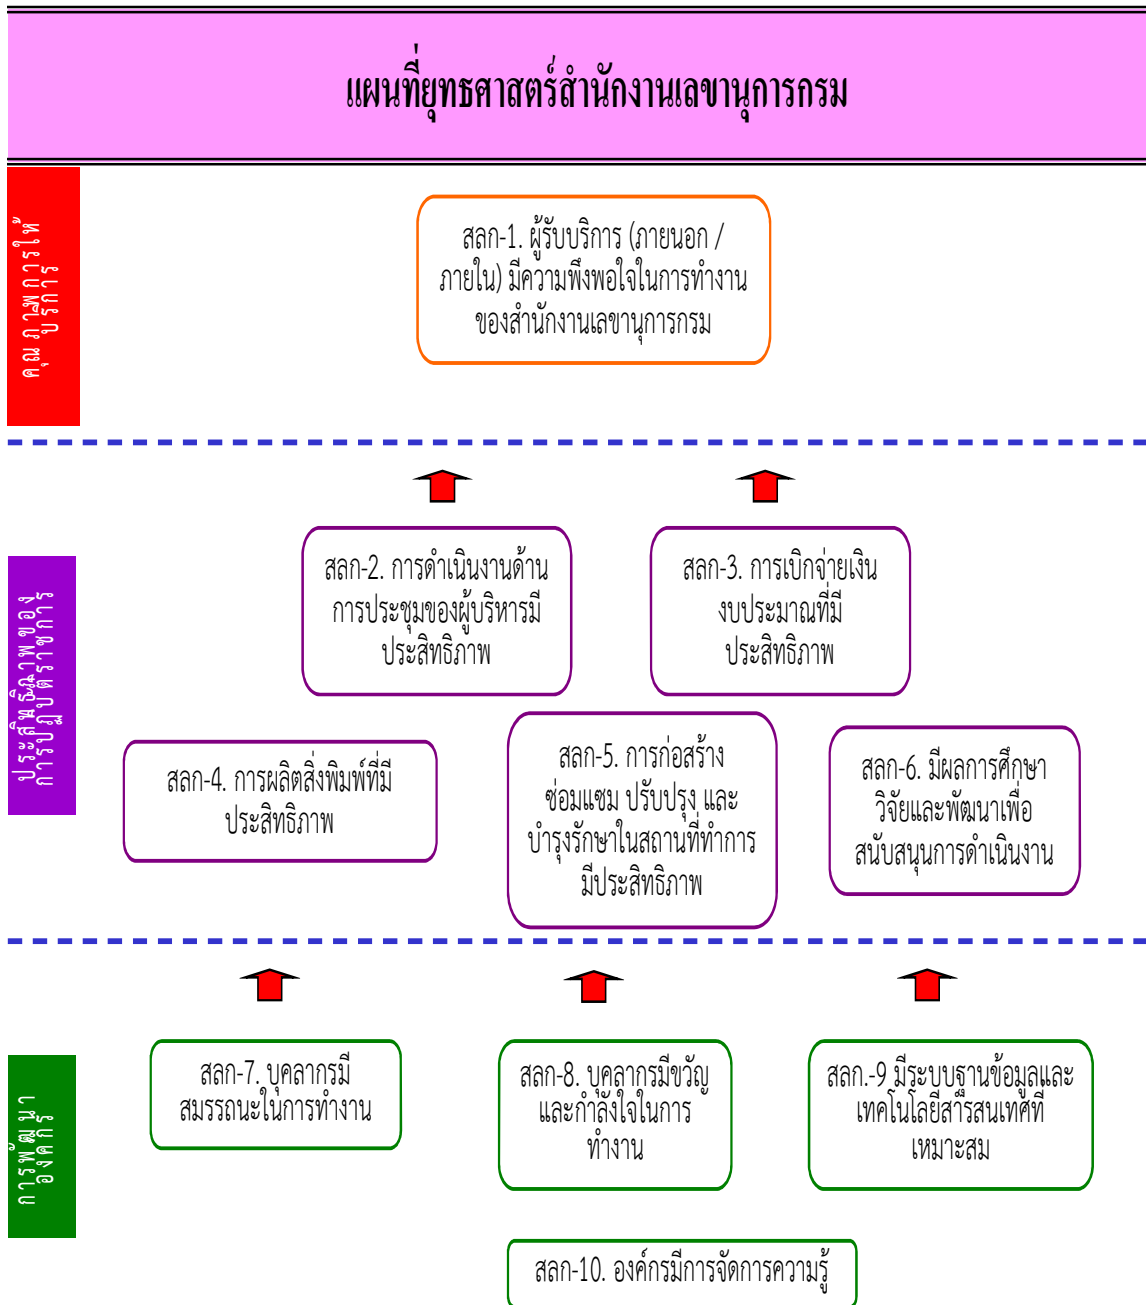 แผนที่ยุทธศาสตร์สำนักงานเลขานุการกรม
คุณภาพการให้
บริการ
สลก-1. ผู้รับบริการ (ภายนอก /
ภายใน) มีความพึงพอใจในการทำงาน
ของสำนักงานเลขานุการกรม
ประสิทธิภาพของ
การปฏิบัติราชการ
สลก-2. การดำเนินงานด้าน
การประชุมของผู้บริหารมี
ประสิทธิภาพ
สลก-3. การเบิกจ่ายเงิน
งบประมาณที่มี
ประสิทธิภาพ
สลก-4. การผลิตสิ่งพิมพ์ที่มี
ประสิทธิภาพ
สลก-5. การก่อสร้าง
ซ่อมแซม ปรับปรุง และ
บำรุงรักษาในสถานที่ทำการ
มีประสิทธิภาพ
สลก-6. มีผลการศึกษา
วิจัยและพัฒนาเพื่อ
สนับสนุนการดำเนินงาน
การพัฒนา
องค์กร
สลก-7. บุคลากรมี
สมรรถนะในการทำงาน
สลก-8. บุคลากรมีขวัญ
และกำลังใจในการ
ทำงาน
สลก.-9 มีระบบฐานข้อมูลและ
เทคโนโลยีสารสนเทศที่
เหมาะสม
สลก-10. องค์กรมีการจัดการความรู้